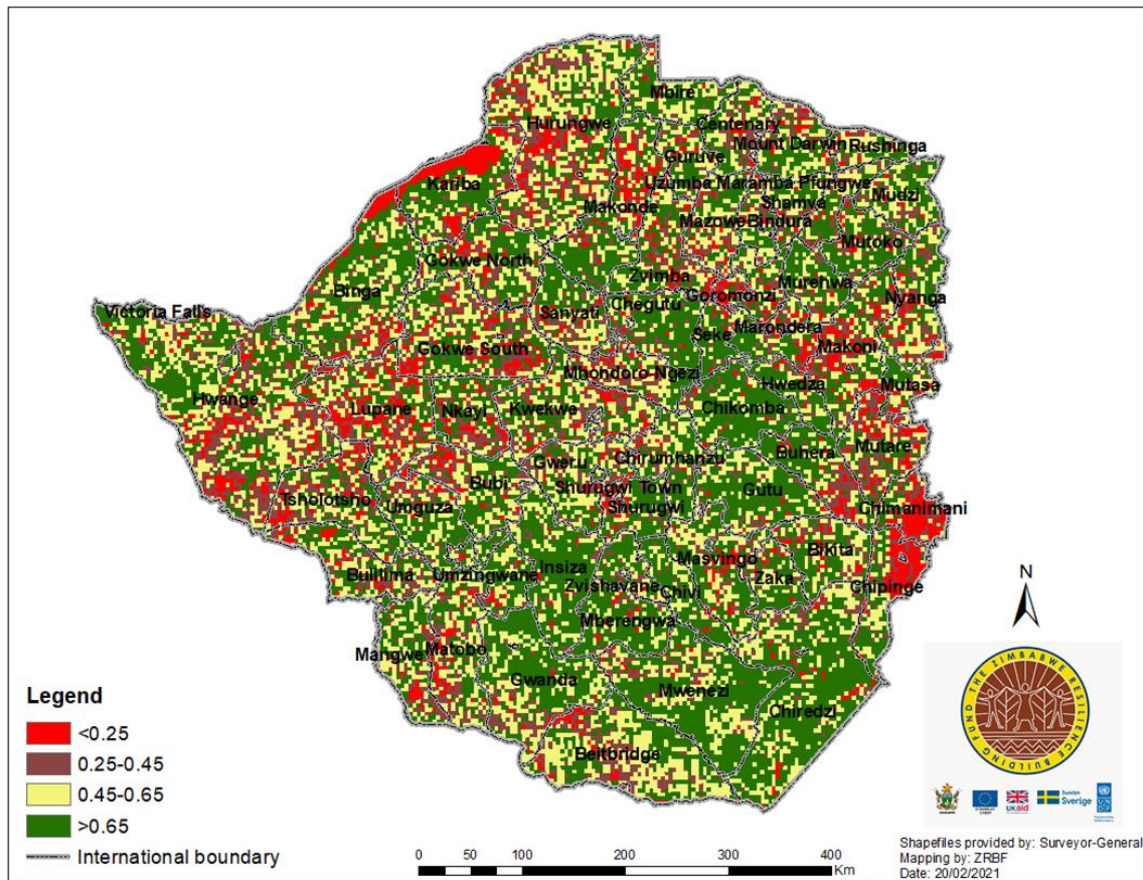 Mbire
Hurungwe
Centenary
Mount Darwin
Rushinga
Guruve
Kariba
Uzumba Maramba Pfungwe
Mudzi
Makonde
Shamva
Mazowe
Bindura
Mutoko
Gokwe North
Zvimba
Murehwa
Binga
Goromonzi
Nyanga
Chegutu
Victoria Falls
Sanyati
Seke
Marondera
Makoni
Gokwe South
Mhondoro-Ngezi
Hwedza
Mutasa
Hwange
Lupane
Nkayi
Kwekwe
Chikomba
Mutare
Buhera
Gweru
Chirumhanzu
Bubi
Shurugwi Town
Gutu
Tsholotsho
Umguza
Shurugwi
Chimanimani
Bikita
Masvingo
Insiza
Bulilima
Umzingwane
Zvishavane
Zaka
Chivi
Chipinge
Mberengwa
Mangwe
Matobo
Gwanda
Mwenezi
Chiredzi
Beitbridge
N
Legend
<0.25
0.25-0.45
0.45-0.65
>0.65
International boundary
0 50 100 200 300 400
Km
THE ZIMBABWE RESILIENCE BUILDING FUND
UKaid
Sweden
Sverige
Shapefiles provided by: Surveyor-General
Mapping by: ZRBF
Date: 20/02/2021